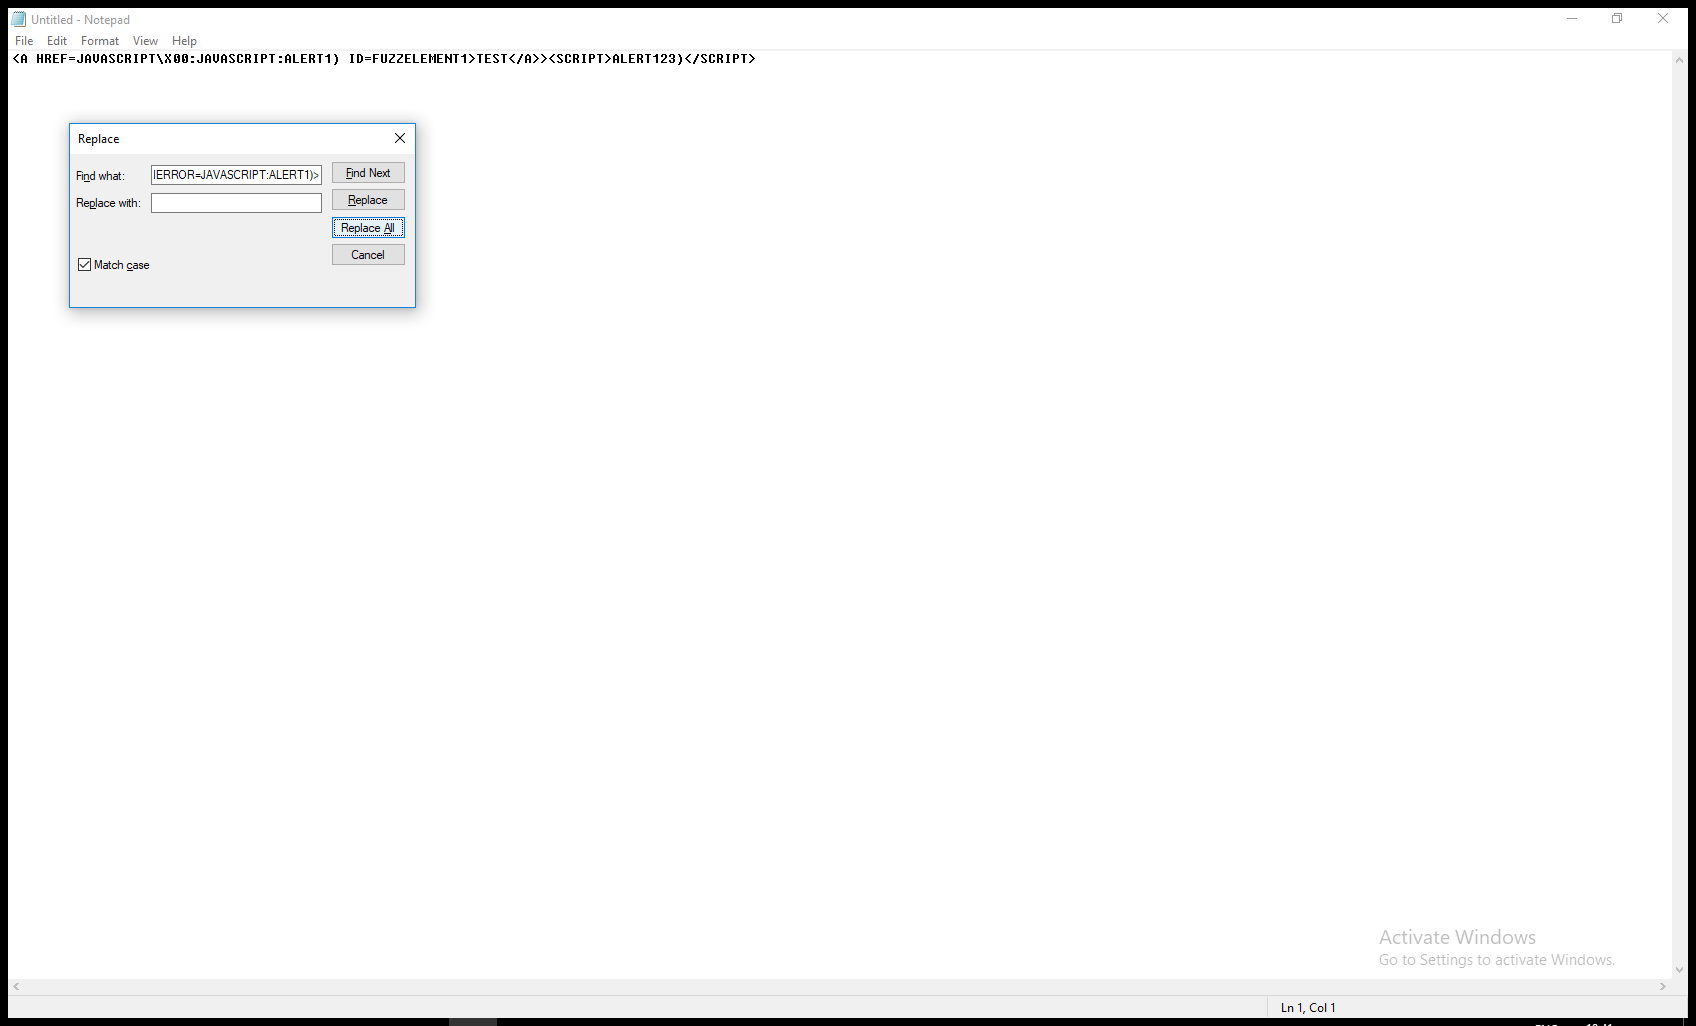 Untitled - Notepad
File Edit Format View Help
<A HREF=JAVASCRIPT\X00:JAVASCRIPT:ALERT1) ID=FUZZELEMENT1>TEST</A>><SCRIPT>ALERT123)</SCRIPT>
Replace
Find what: IERROR=JAVASCRIPT:ALERT1)> Find Next
Replace with: Replace
Replace All
Cancel
Match case
Activate Windows
Go to Settings to activate Windows.
Ln 1, Col 1